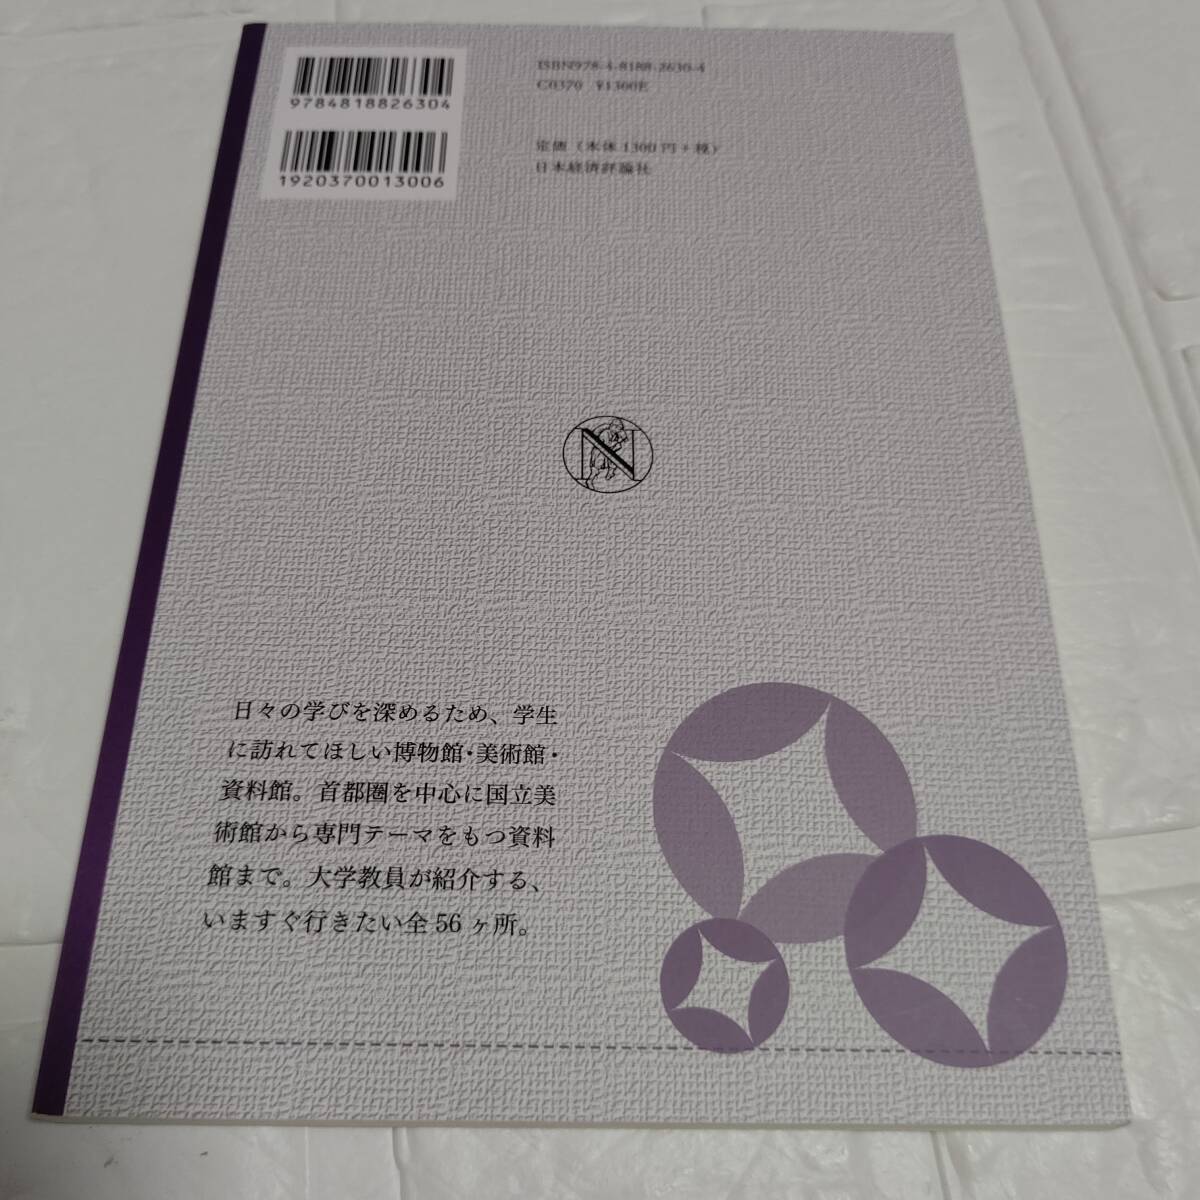 9784818826304
1920370013006
ISBN978-4-8188-2630-4
C0370 ¥1300E
定価（本体1300円+税）
日本経済評論社
N
日々の学びを深めるため、学生
に訪れてほしい博物館・美術館・
資料館。首都圏を中心に国立美
術館から専門テーマをもつ資料
館まで。大学教員が紹介する、
いますぐ行きたい全56ヶ所。